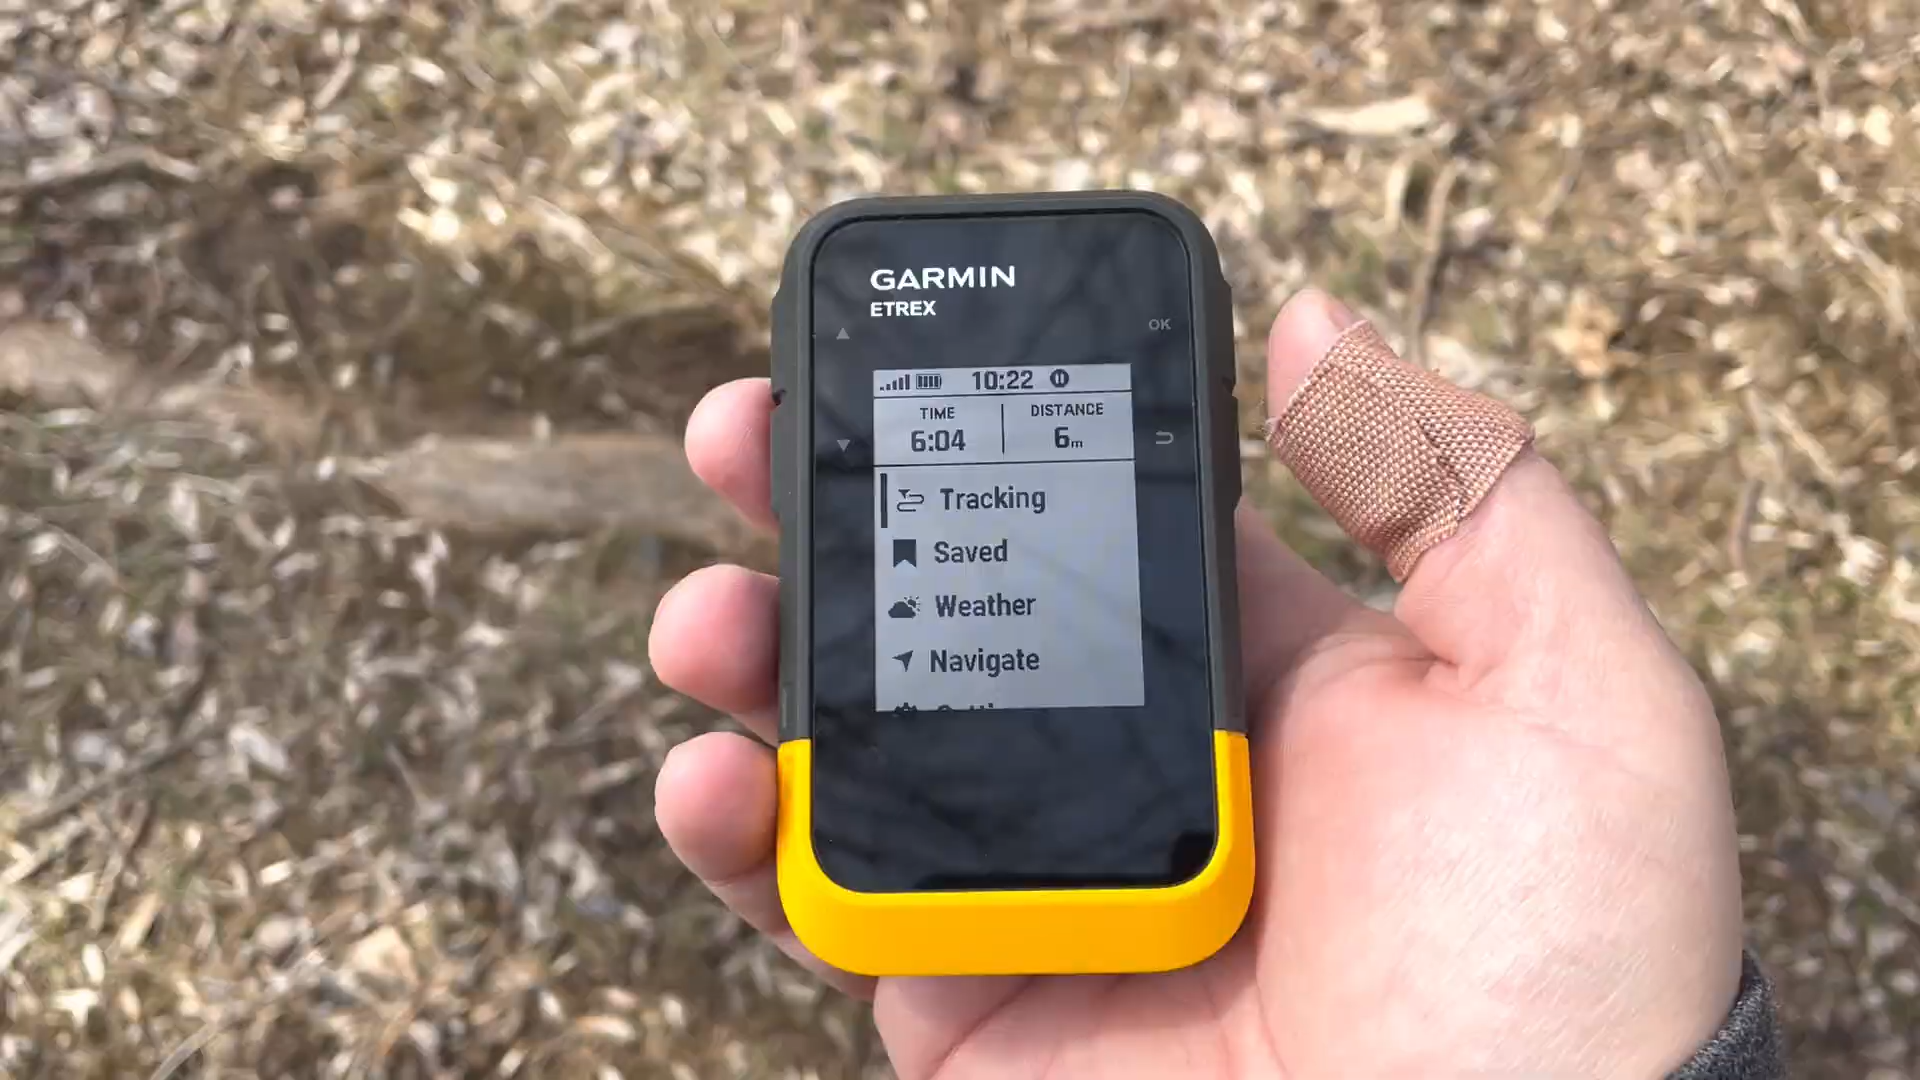 GARMIN
ETREX
OK
10:22
TIME
6:04
DISTANCE
6m
Tracking
Saved
Weather
Navigate